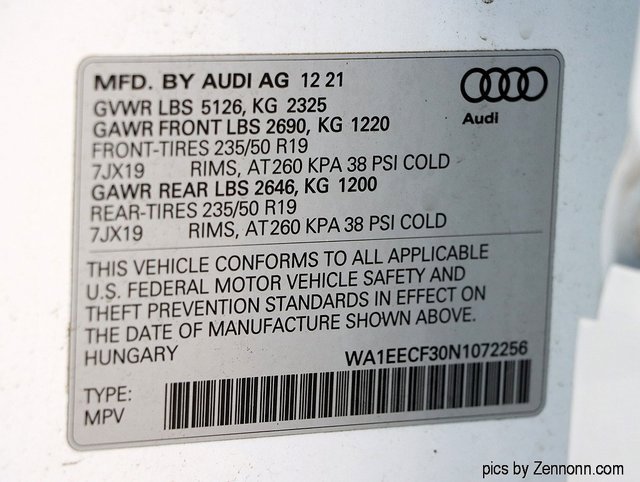 MFD. BY AUDI AG 12 21
Audi
GVWR LBS 5126, KG 2325
GAWR FRONT LBS 2690, KG 1220
FRONT-TIRES 235/50 R19
7JX19 RIMS, AT 260 KPA 38 PSI COLD
GAWR REAR LBS 2646, KG 1200
REAR-TIRES 235/50 R19
7JX19 RIMS, AT 260 KPA 38 PSI COLD
THIS VEHICLE CONFORMS TO ALL APPLICABLE
U.S. FEDERAL MOTOR VEHICLE SAFETY AND
THEFT PREVENTION STANDARDS IN EFFECT ON
THE DATE OF MANUFACTURE SHOWN ABOVE.
HUNGARY WA1EECF30N1072256
TYPE:
MPV
pics by Zennonn.com